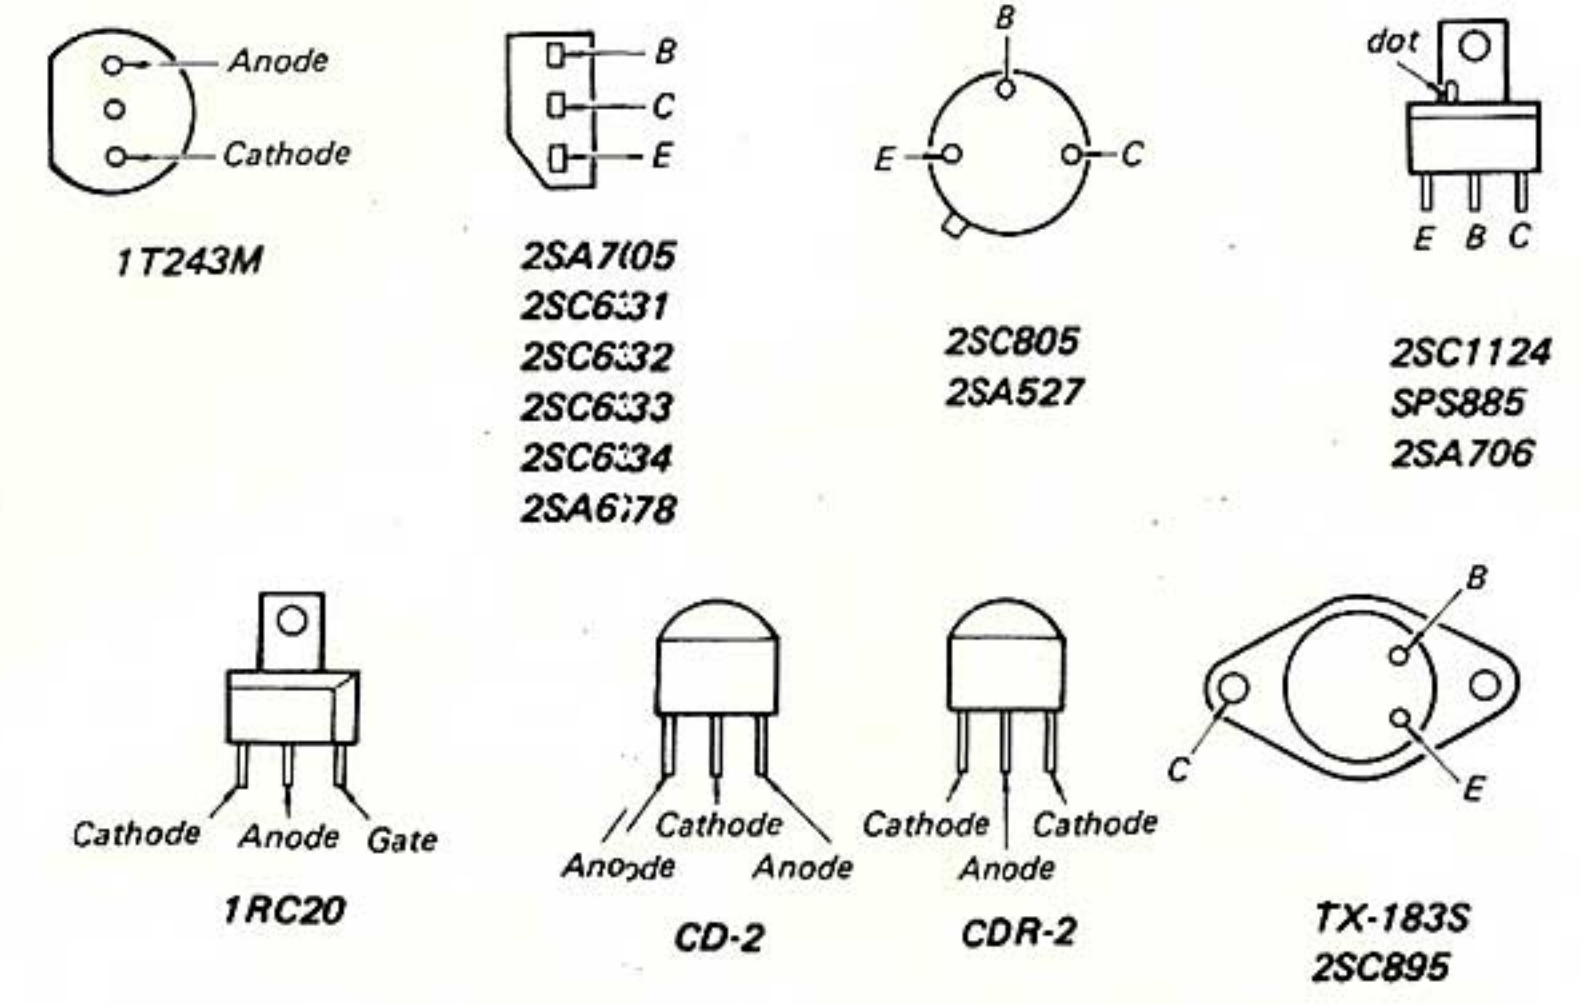 Anode
Cathode
1T243M
B
C
E
2SA705
2SC631
2SC632
2SC633
2SC634
2SA678
B
E
C
2SC805
2SA527
dot
E B C
2SC1124
SPS885
2SA706
Cathode Anode Gate
1RC20
Cathode
Anode Anode
CD-2
Cathode Cathode
Anode
CDR-2
B
C
E
TX-183S
2SC895